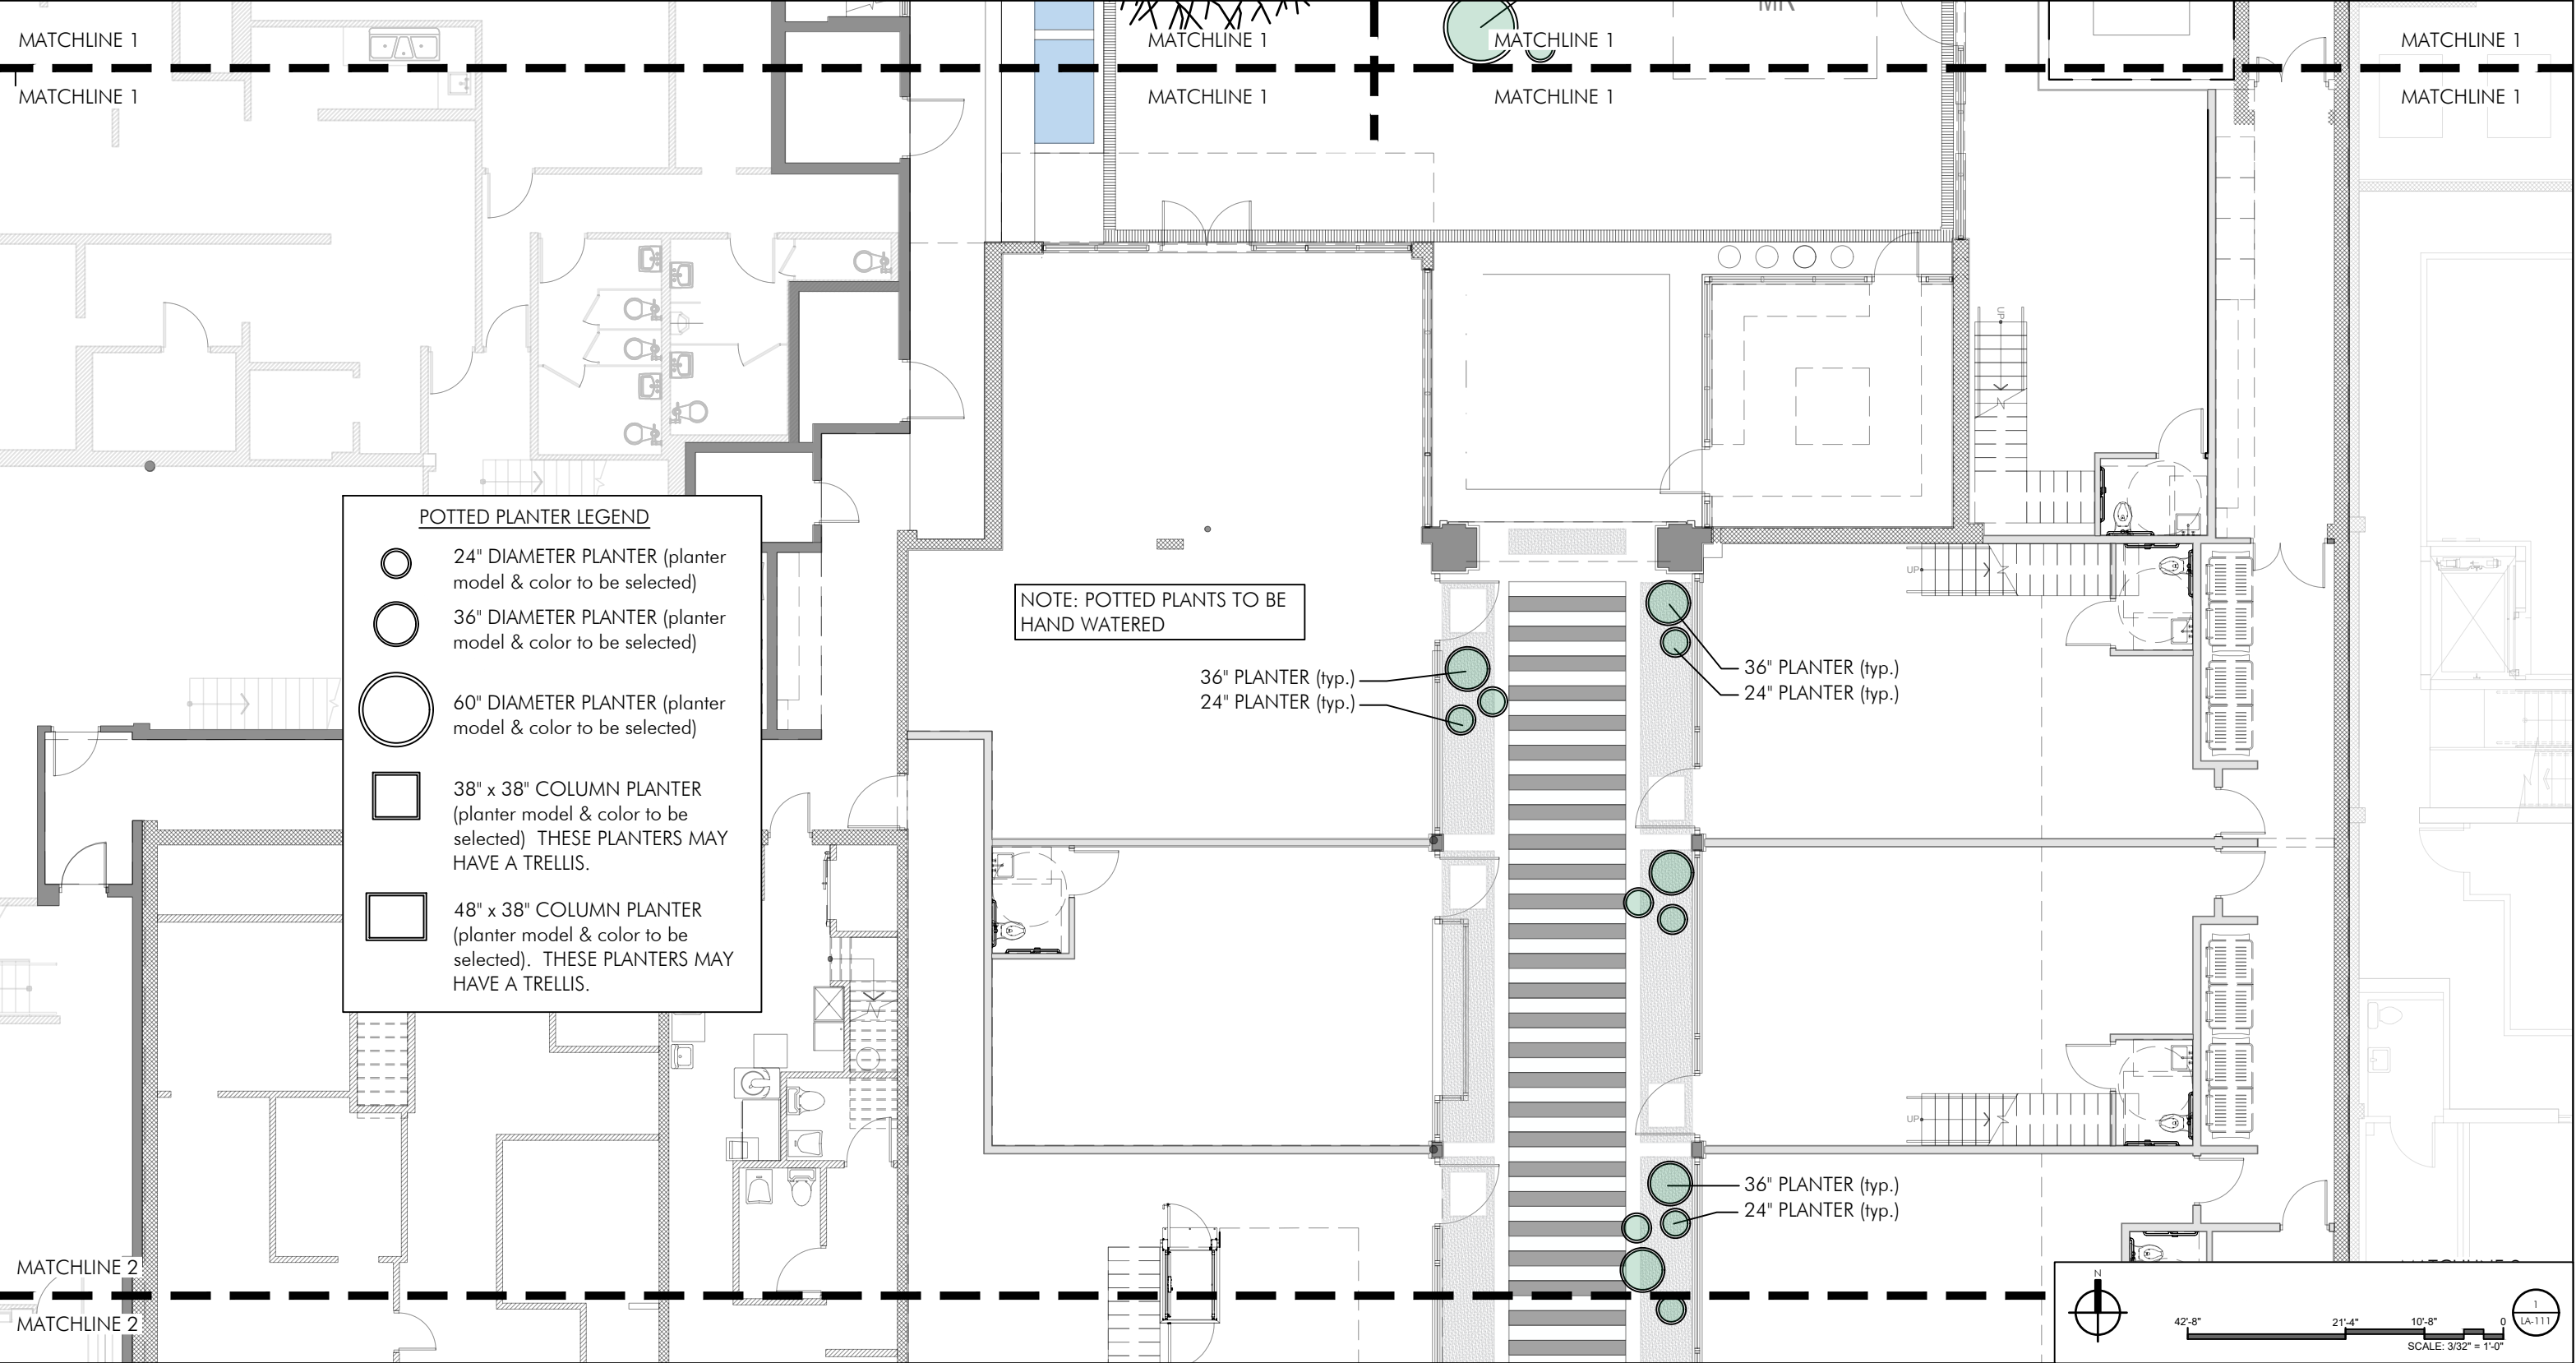 MATCHLINE 1
MATCHLINE 1
MATCHLINE 1
MATCHLINE 1
MATCHLINE 1
MATCHLINE 1
MATCHLINE 1
MATCHLINE 1
UP
POTTED PLANTER LEGEND
24" DIAMETER PLANTER (planter
model & color to be selected)
36" DIAMETER PLANTER (planter
model & color to be selected)
60" DIAMETER PLANTER (planter
model & color to be selected)
38" x 38" COLUMN PLANTER
(planter model & color to be
selected) THESE PLANTERS MAY
HAVE A TRELLIS.
48" x 38" COLUMN PLANTER
(planter model & color to be
selected). THESE PLANTERS MAY
HAVE A TRELLIS.
NOTE: POTTED PLANTS TO BE
HAND WATERED
UP
36" PLANTER (typ.)
24" PLANTER (typ.)
36" PLANTER (typ.)
24" PLANTER (typ.)
UP
36" PLANTER (typ.)
24" PLANTER (typ.)
MATCHLINE 2
MATCHLINE 2
N
42'-8"
21'-4"
10'-8"
0
SCALE: 3/32" = 1'-0"
1
LA-111